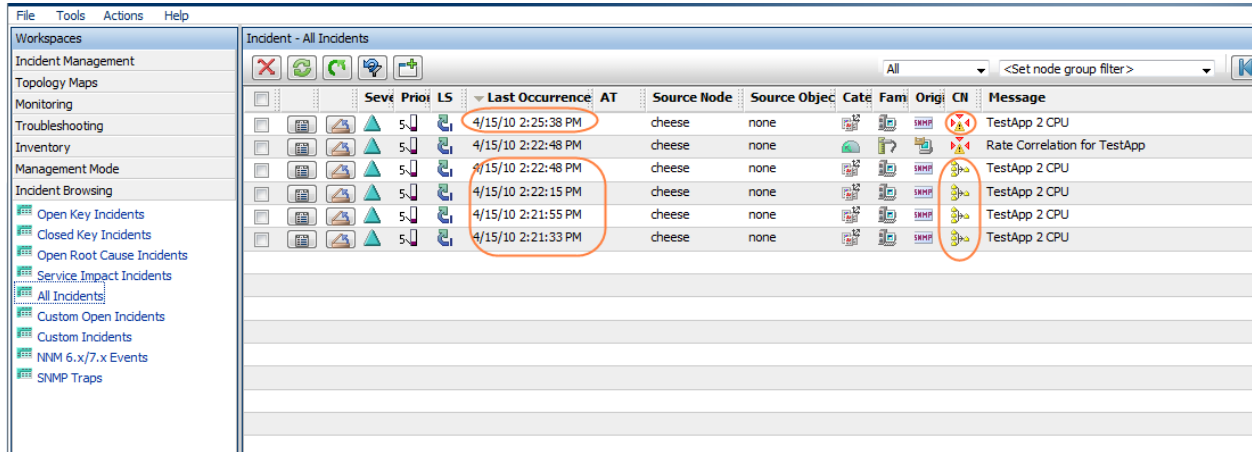 File Tools Actions Help
Workspaces
Incident - All Incidents
Incident Management
Topology Maps
Monitoring
Troubleshooting
Inventory
Management Mode
Incident Browsing
Open Key Incidents
Closed Key Incidents
Open Root Cause Incidents
Service Impact Incidents
All Incidents
Custom Open Incidents
Custom Incidents
NNM 6.x/7.x Events
SNMP Traps
All <Set node group filter>
Seve Prior LS Last Occurrence AT Source Node Source Objec Cate Fam Origi CN Message
5 4/15/10 2:25:38 PM cheese none SNMP TestApp 2 CPU
5 4/15/10 2:22:48 PM cheese none Rate Correlation for TestApp
5 4/15/10 2:22:48 PM cheese none SNMP TestApp 2 CPU
5 4/15/10 2:22:15 PM cheese none SNMP TestApp 2 CPU
5 4/15/10 2:21:55 PM cheese none SNMP TestApp 2 CPU
5 4/15/10 2:21:33 PM cheese none SNMP TestApp 2 CPU